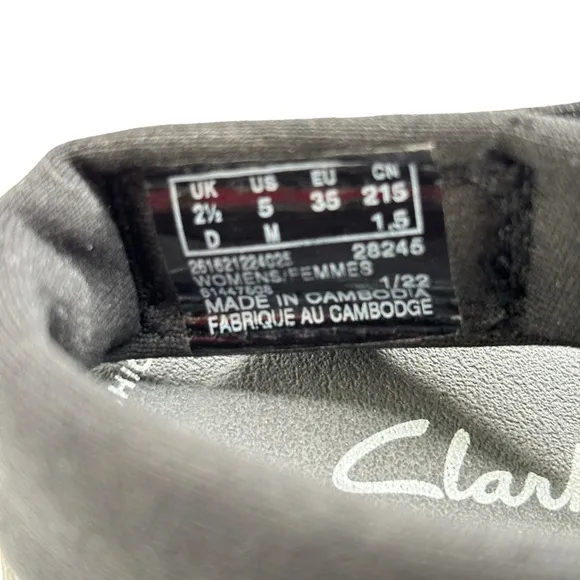 UK US EU CN
2½ 5 35 215
D M 1.5
261621224025 28245
WOMENS/FEMMES
1/22
MADE IN CAMBODIA
FABRIQUE AU CAMBODGE
Clark